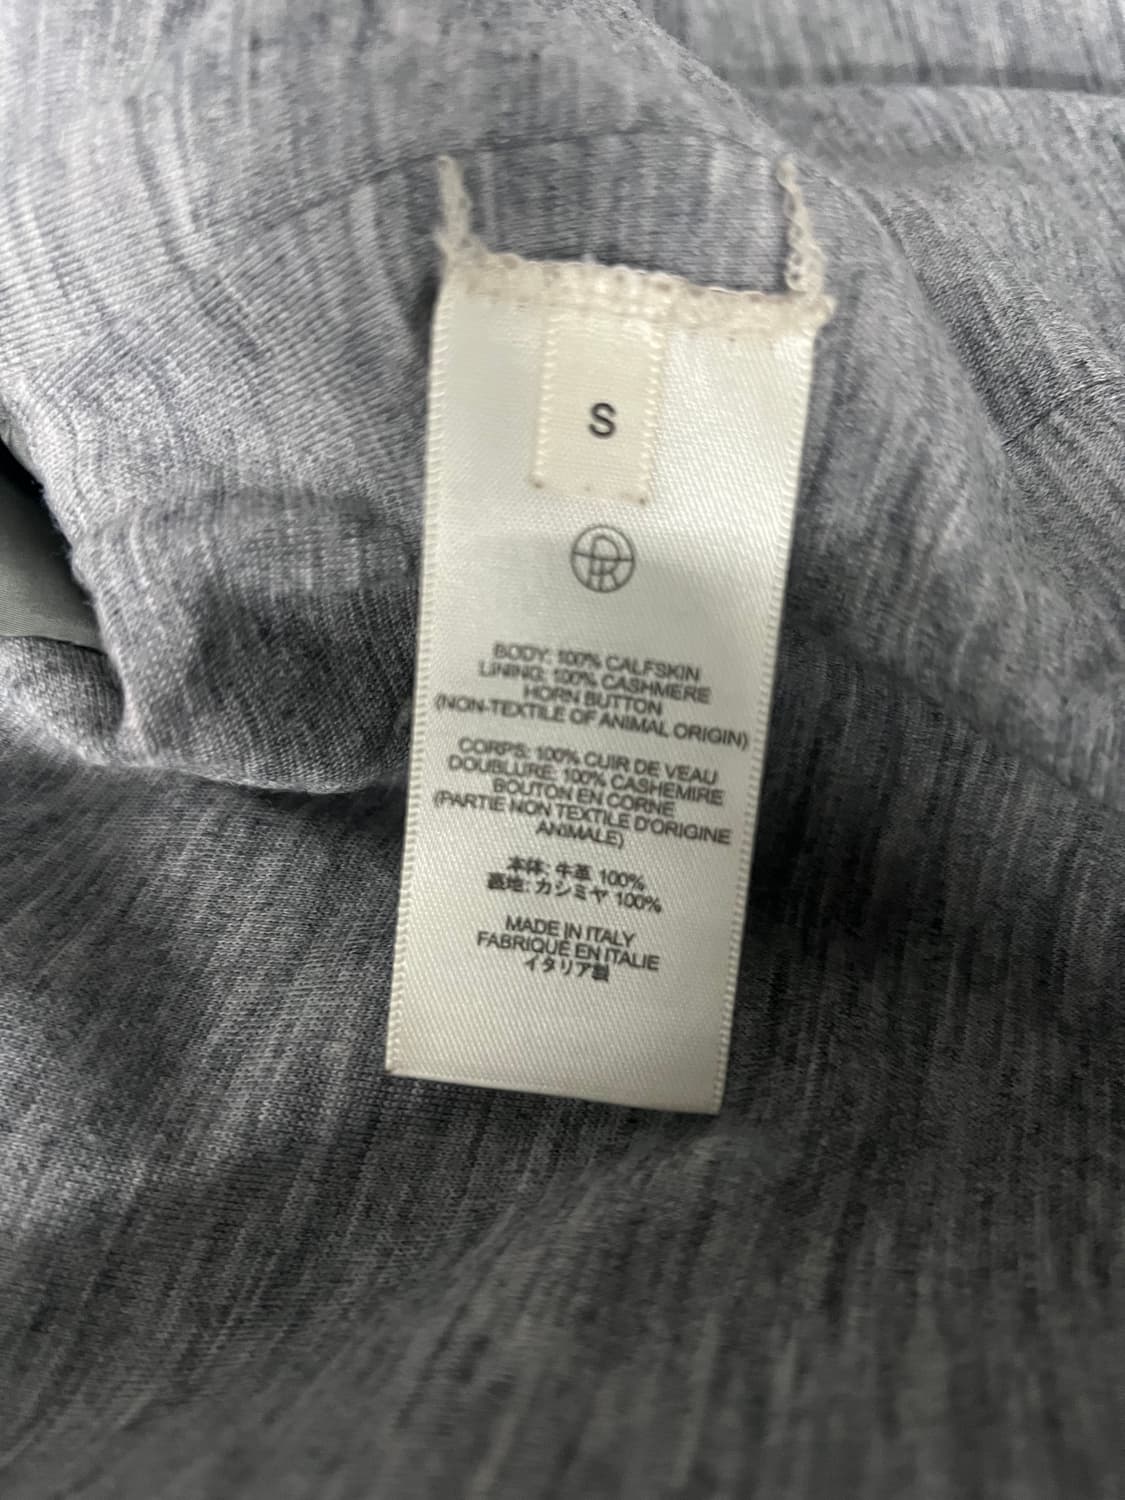 S
BODY: 100% CALFSKIN
LINING: 100% CASHMERE
HORN BUTTON
(NON-TEXTILE OF ANIMAL ORIGIN)
CORPS: 100% CUIR DE VEAU
DOUBLURE: 100% CASHEMIRE
BOUTON EN CORNE
(PARTIE NON TEXTILE D'ORIGINE
ANIMALE)
本体: 牛革 100%
裏地: カシミヤ 100%
MADE IN ITALY
FABRIQUÉ EN ITALIE
イタリア製